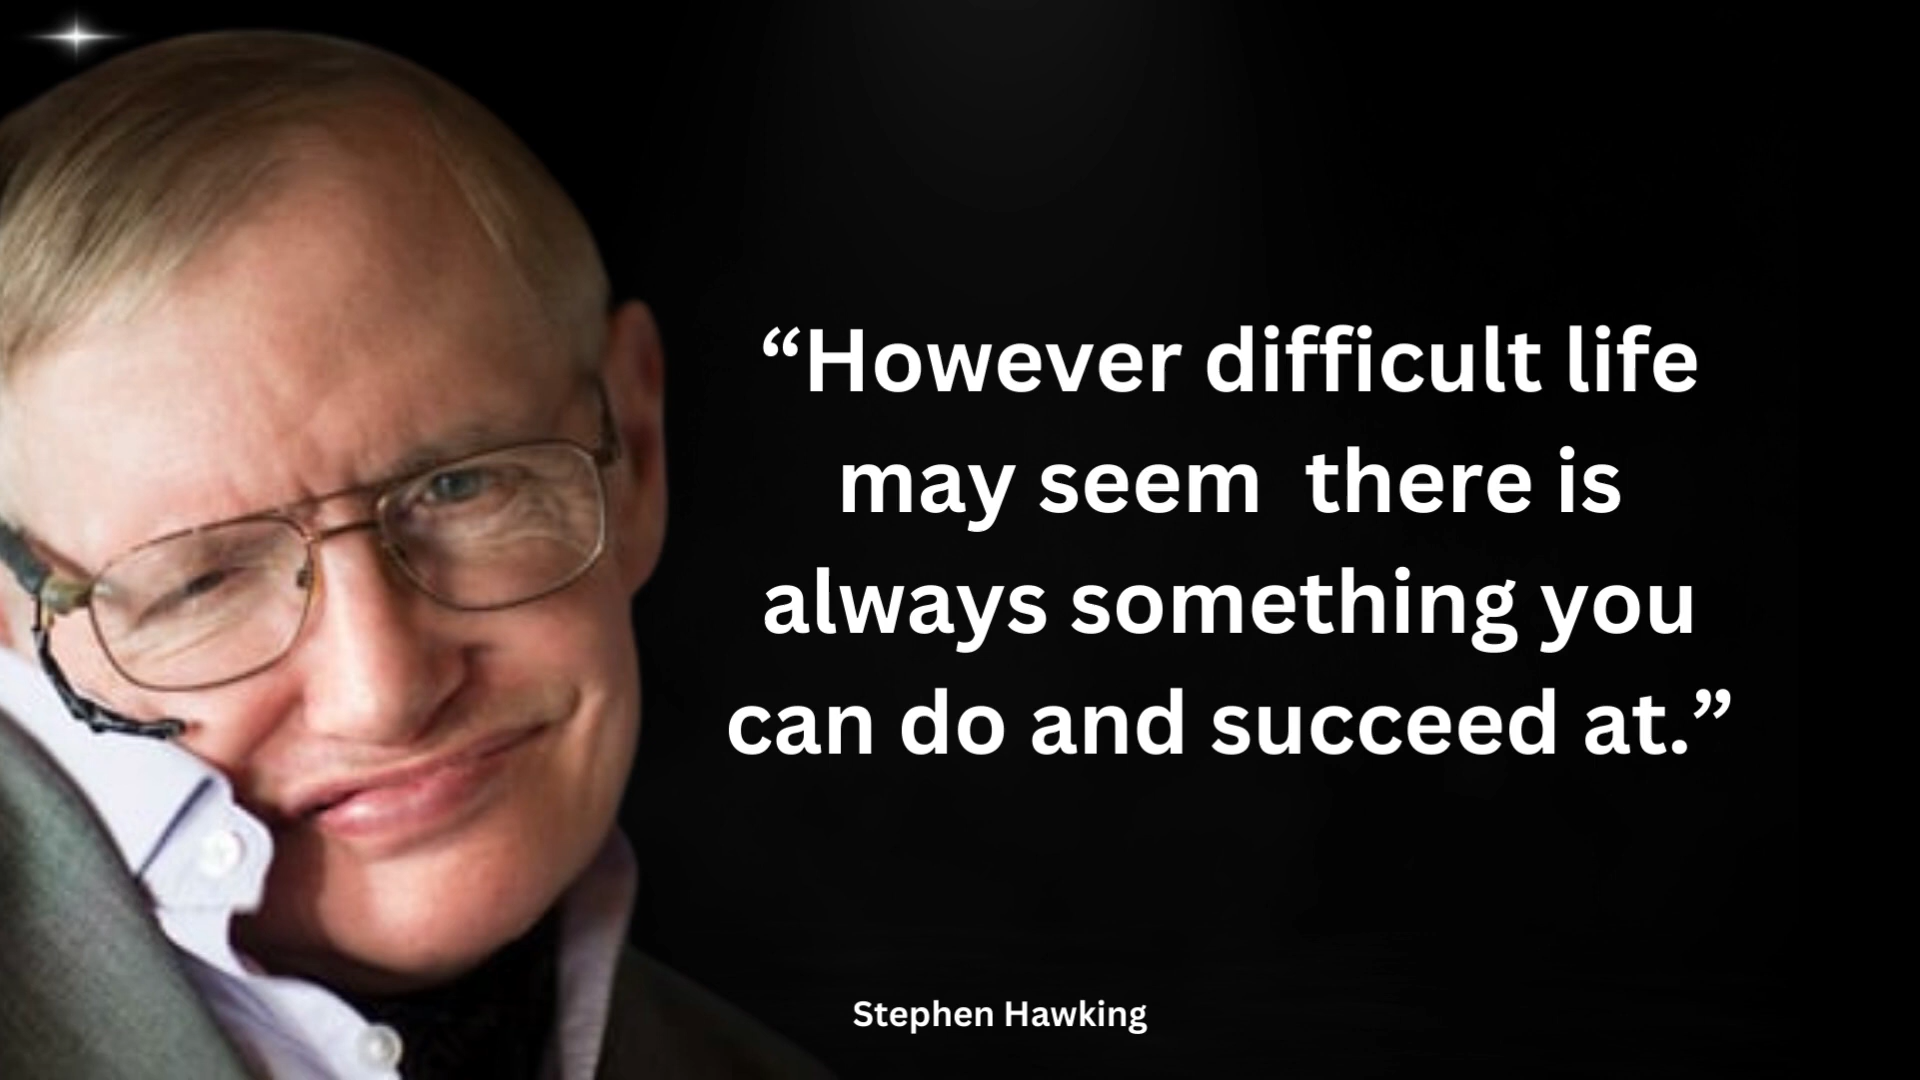 “However difficult life
may seem  there is
always something you
can do and succeed at.”
Stephen Hawking